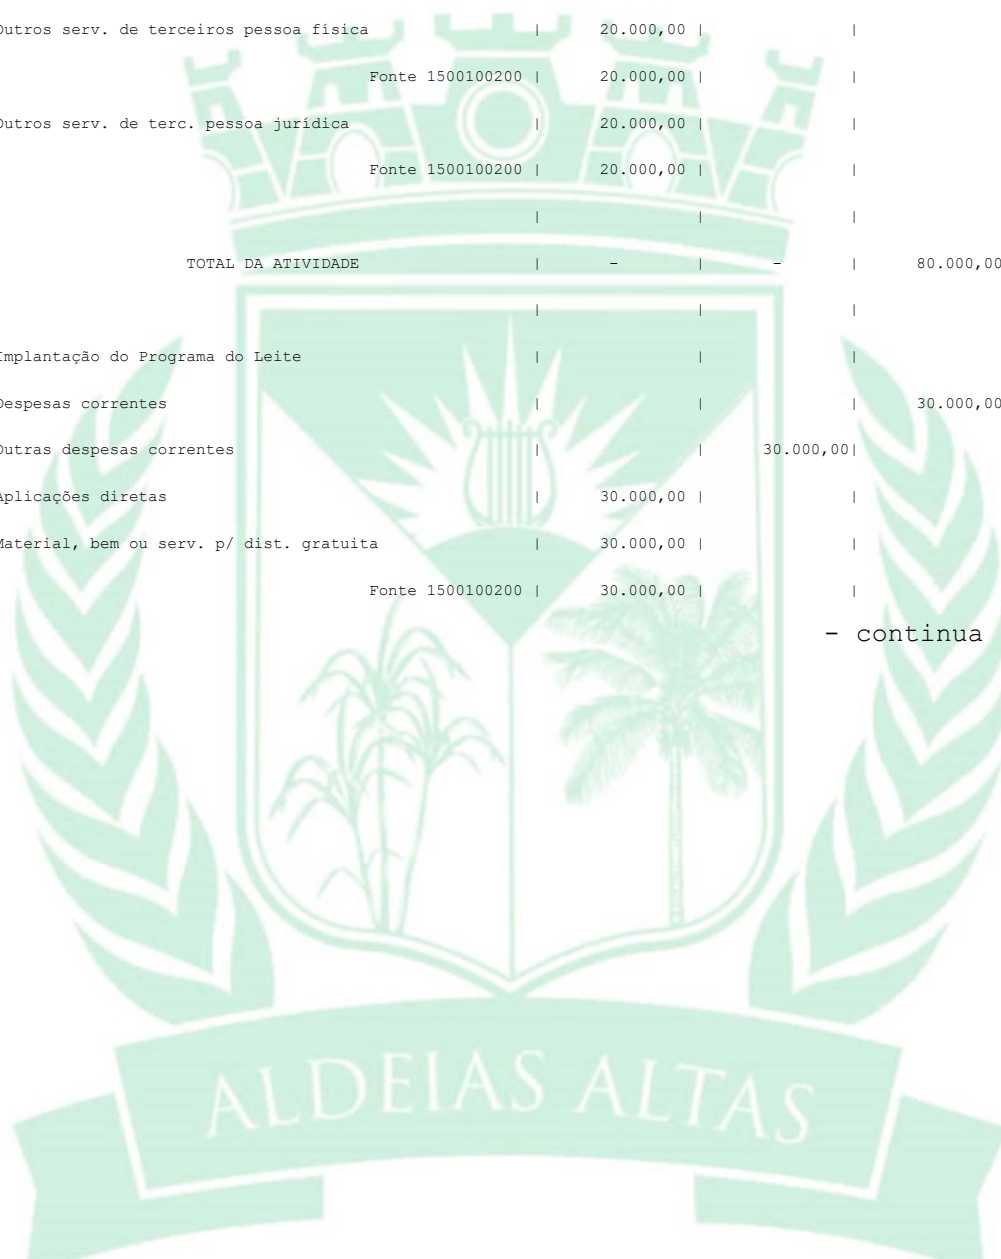 Outros serv. de terceiros pessoa física | 20.000,00 | |
Fonte 1500100200 | 20.000,00 | |
Outros serv. de terc. pessoa jurídica | 20.000,00 | |
Fonte 1500100200 | 20.000,00 | |
| | |
TOTAL DA ATIVIDADE | - | - | 80.000,00
| | |
Implantação do Programa do Leite | | |
Despesas correntes | | | 30.000,00
Outras despesas correntes | | 30.000,00|
Aplicações diretas | 30.000,00 | |
Material, bem ou serv. p/ dist. gratuita | 30.000,00 | |
Fonte 1500100200 | 30.000,00 | |
- continua
ALDEIAS ALTAS